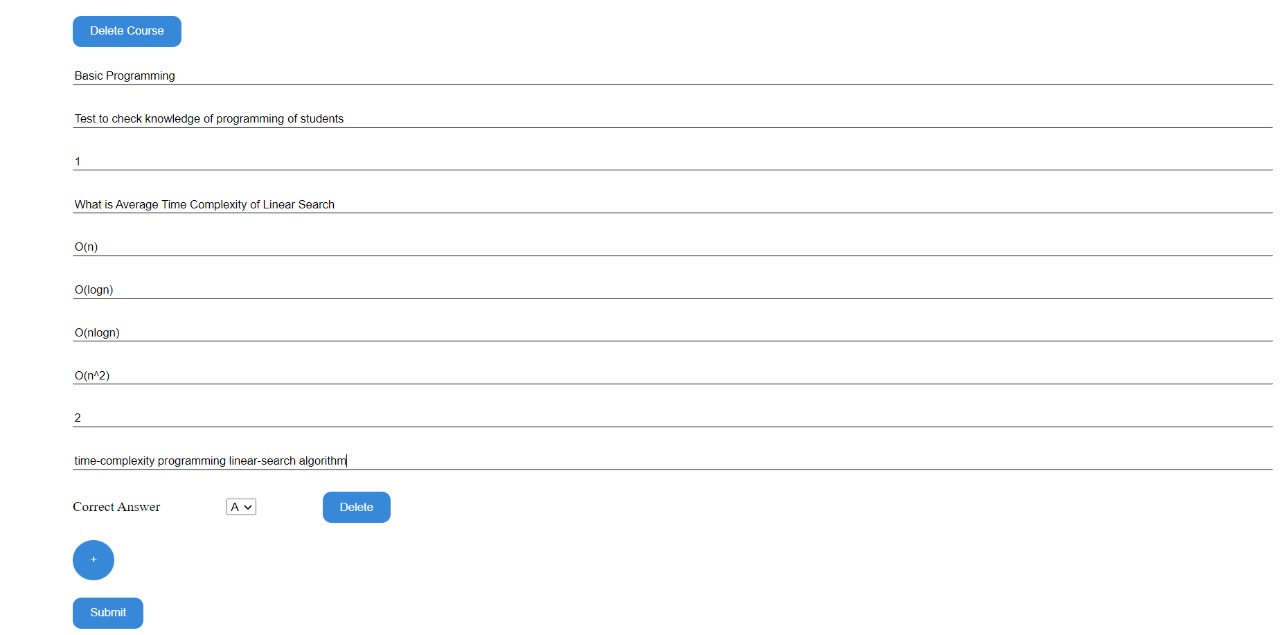 Delete Course
Basic Programming
Test to check knowledge of programming of students
1
What is Average Time Complexity of Linear Search
O(n)
O(logn)
O(nlogn)
O(n^2)
2
time-complexity programming linear-search algorithm
Correct Answer A Delete
+
Submit